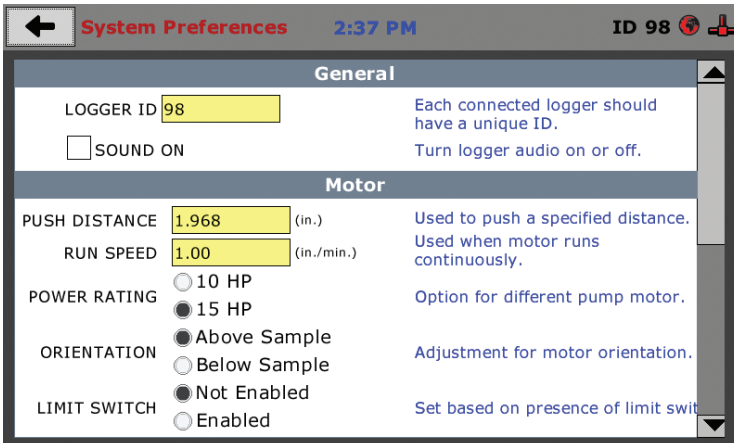 System Preferences 2:37 PM ID 98
General
LOGGER ID 98
Each connected logger should
have a unique ID.
SOUND ON
Turn logger audio on or off.
Motor
PUSH DISTANCE 1.968 (in.)
Used to push a specified distance.
RUN SPEED 1.00 (in./min.)
Used when motor runs
continuously.
POWER RATING
10 HP
15 HP
Option for different pump motor.
ORIENTATION
Above Sample
Below Sample
Adjustment for motor orientation.
LIMIT SWITCH
Not Enabled
Enabled
Set based on presence of limit swit